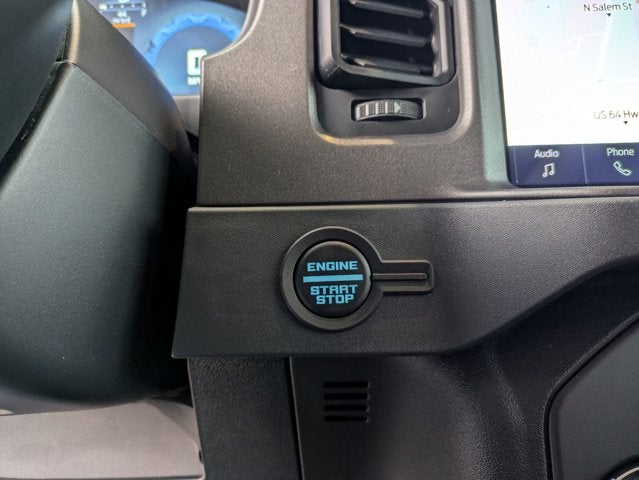 N Salem St
US 64 Hw
Audio
Phone
ENGINE
START
STOP